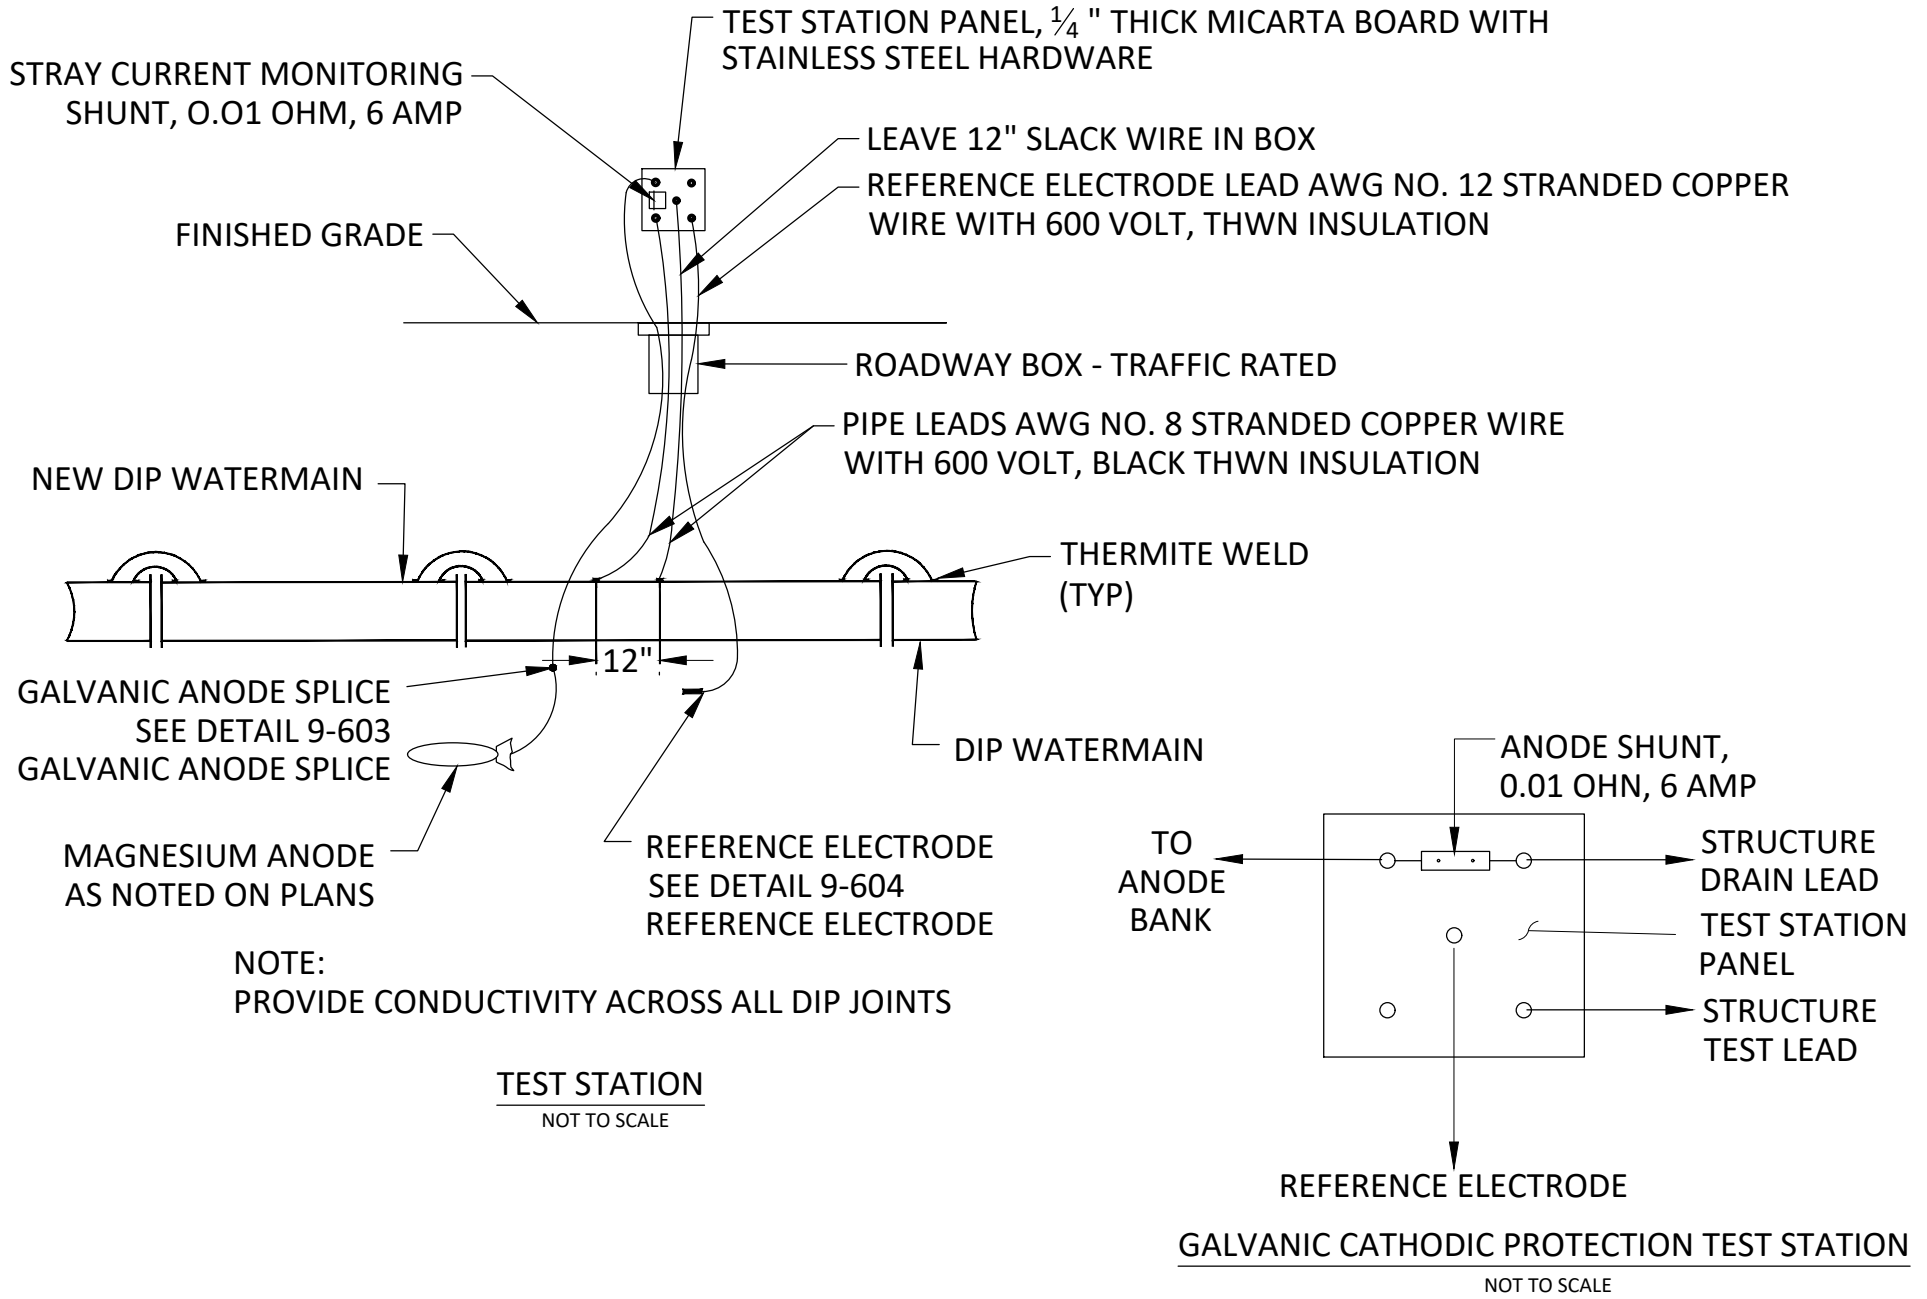 TEST STATION PANEL, 1/4 " THICK MICARTA BOARD WITH
STAINLESS STEEL HARDWARE
STRAY CURRENT MONITORING
SHUNT, O.O1 OHM, 6 AMP
LEAVE 12" SLACK WIRE IN BOX
REFERENCE ELECTRODE LEAD AWG NO. 12 STRANDED COPPER
WIRE WITH 600 VOLT, THWN INSULATION
FINISHED GRADE
ROADWAY BOX - TRAFFIC RATED
PIPE LEADS AWG NO. 8 STRANDED COPPER WIRE
WITH 600 VOLT, BLACK THWN INSULATION
NEW DIP WATERMAIN
THERMITE WELD
(TYP)
12"
GALVANIC ANODE SPLICE
SEE DETAIL 9-603
GALVANIC ANODE SPLICE
DIP WATERMAIN
MAGNESIUM ANODE
AS NOTED ON PLANS
REFERENCE ELECTRODE
SEE DETAIL 9-604
REFERENCE ELECTRODE
NOTE:
PROVIDE CONDUCTIVITY ACROSS ALL DIP JOINTS
TEST STATION
NOT TO SCALE
ANODE SHUNT,
0.01 OHN, 6 AMP
TO
ANODE
BANK
STRUCTURE
DRAIN LEAD
TEST STATION
PANEL
STRUCTURE
TEST LEAD
REFERENCE ELECTRODE
GALVANIC CATHODIC PROTECTION TEST STATION
NOT TO SCALE